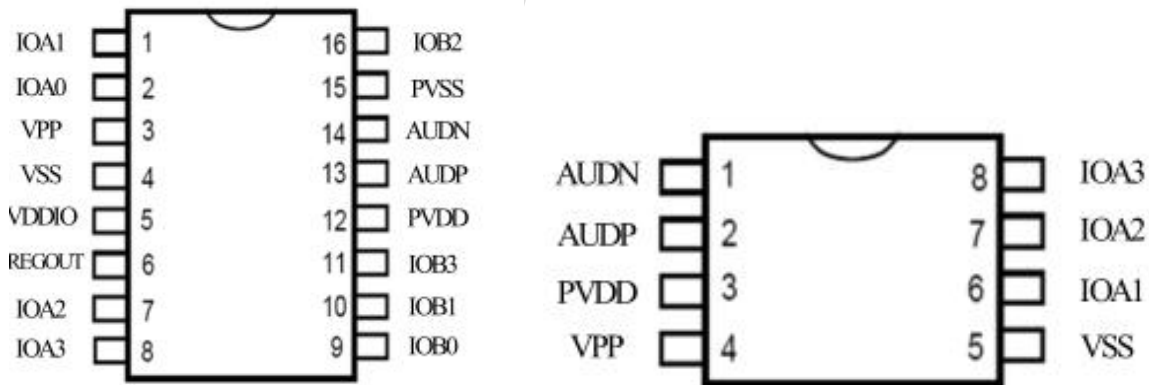 IOA1 1 16 IOB2
IOA0 2 15 PVSS
VPP 3 14 AUDN
VSS 4 13 AUDP
VDDIO 5 12 PVDD
REGOUT 6 11 IOB3
IOA2 7 10 IOB1
IOA3 8 9 IOB0
AUDN 1 8 IOA3
AUDP 2 7 IOA2
PVDD 3 6 IOA1
VPP 4 5 VSS